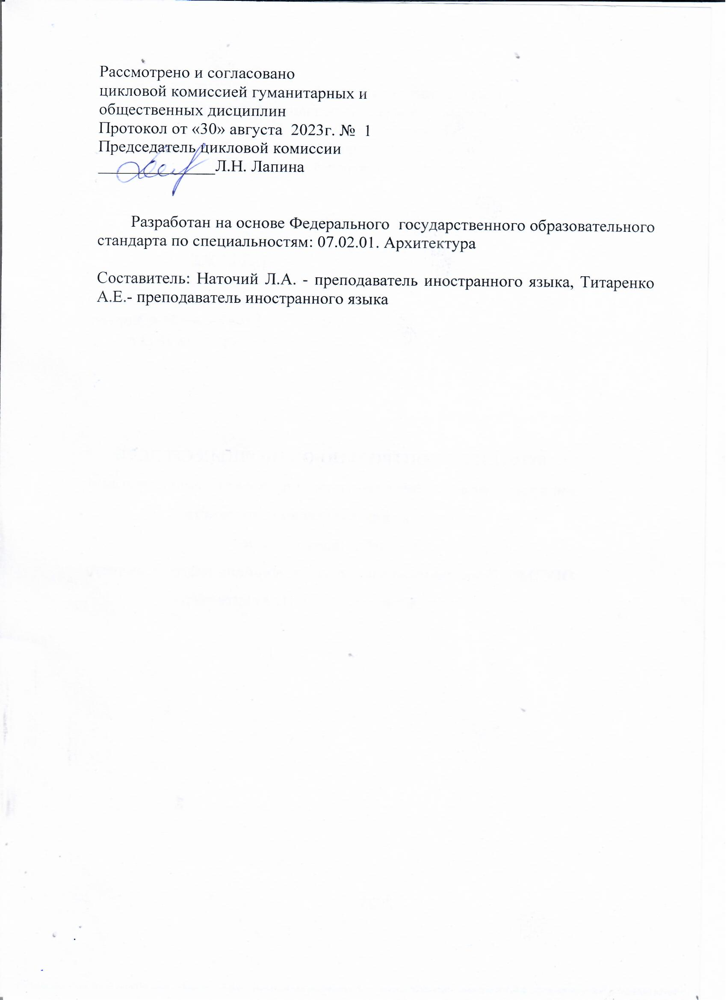 Рассмотрено и согласовано
цикловой комиссией гуманитарных и
общественных дисциплин
Протокол от «30» августа 2023г. № 1
Председатель цикловой комиссии
_______________Л.Н. Лапина
Разработан на основе Федерального государственного образовательного
стандарта по специальностям: 07.02.01. Архитектура
Составитель: Наточий Л.А. - преподаватель иностранного языка, Титаренко
А.Е.- преподаватель иностранного языка